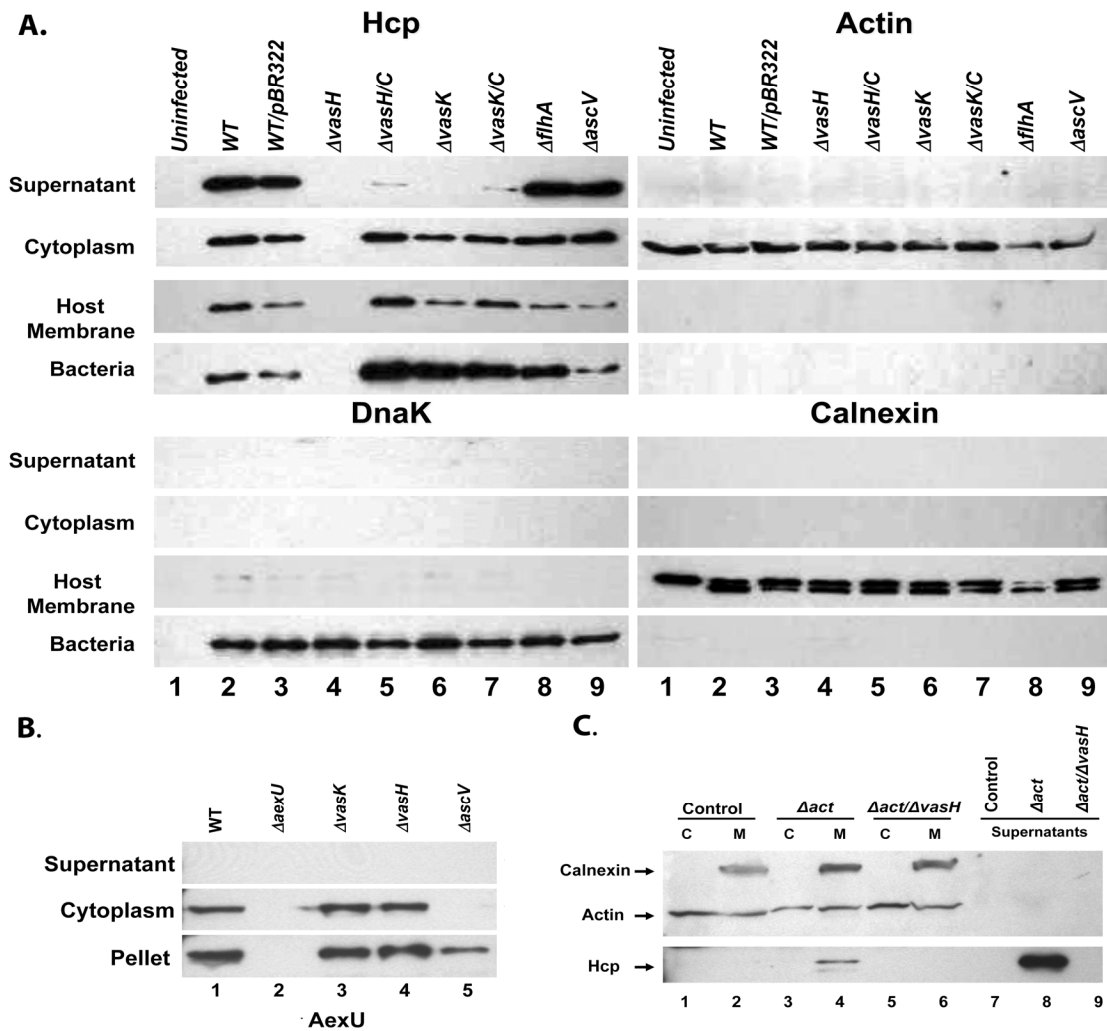 A.
Hcp
Actin
Uninfected WT WT/pBR322 ΔvasH ΔvasH/C ΔvasK ΔvasK/C ΔflhA ΔascV
Uninfected WT WT/pBR322 ΔvasH ΔvasH/C ΔvasK ΔvasK/C ΔflhA ΔascV
Supernatant
Cytoplasm
Host
Membrane
Bacteria
DnaK
Calnexin
Supernatant
Cytoplasm
Host
Membrane
Bacteria
1 2 3 4 5 6 7 8 9
1 2 3 4 5 6 7 8 9
B.
WT ΔaexU ΔvasK ΔvasH ΔascV
Supernatant
Cytoplasm
Pellet
1 2 3 4 5
AexU
C.
Control Δact Δact/ΔvasH
Control Δact Δact/ΔvasH
C M C M C M
Supernatants
Calnexin
Actin
Hcp
1 2 3 4 5 6 7 8 9